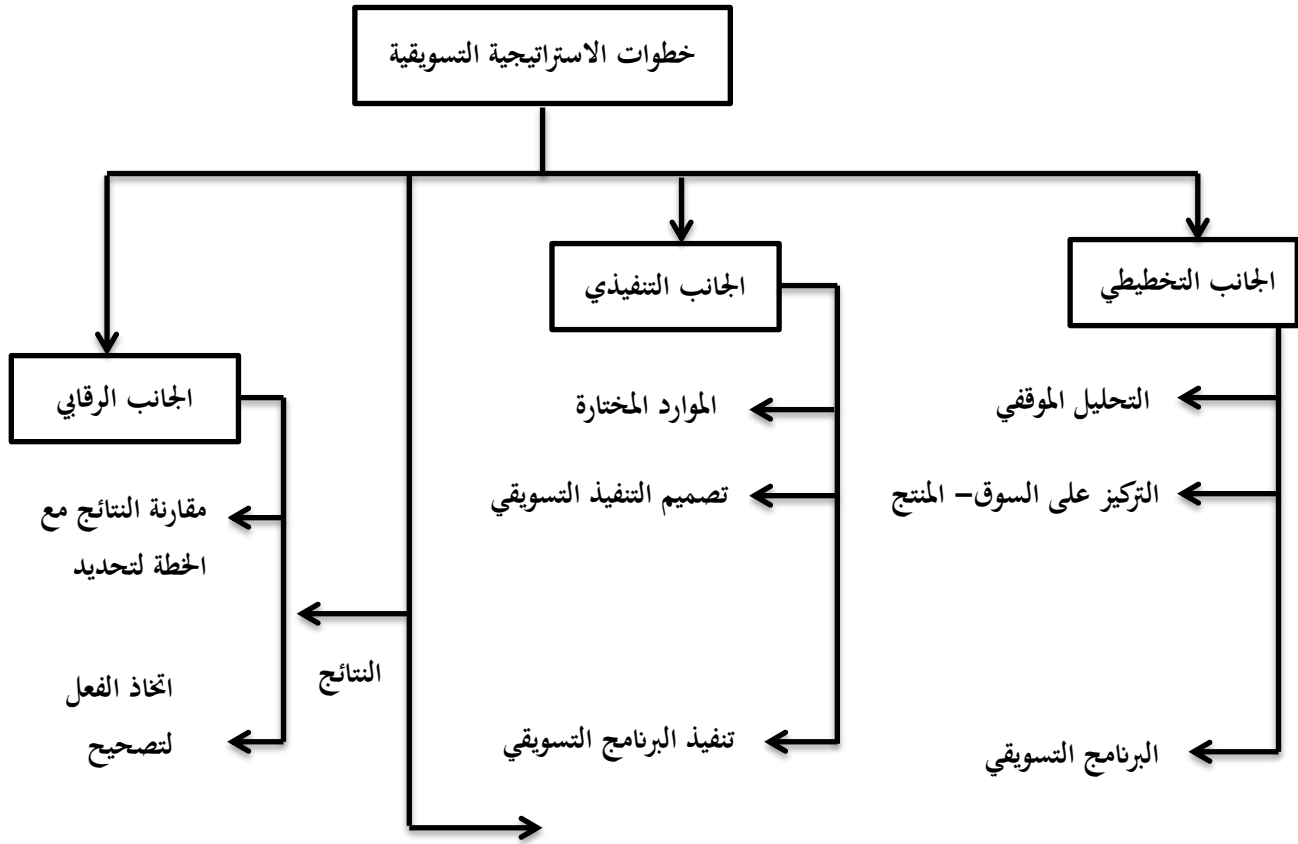 خطوات الاستراتيجية التسويقية
الجانب التخطيطي
التحليل الموقفي
التركيز على السوق– المنتج
البرنامج التسويقي
الجانب التنفيذي
الموارد المختارة
تصميم التنفيذ التسويقي
تنفيذ البرنامج التسويقي
النتائج
الجانب الرقابي
مقارنة النتائج مع
الخطة لتحديد
اتخاذ الفعل
لتصحيح